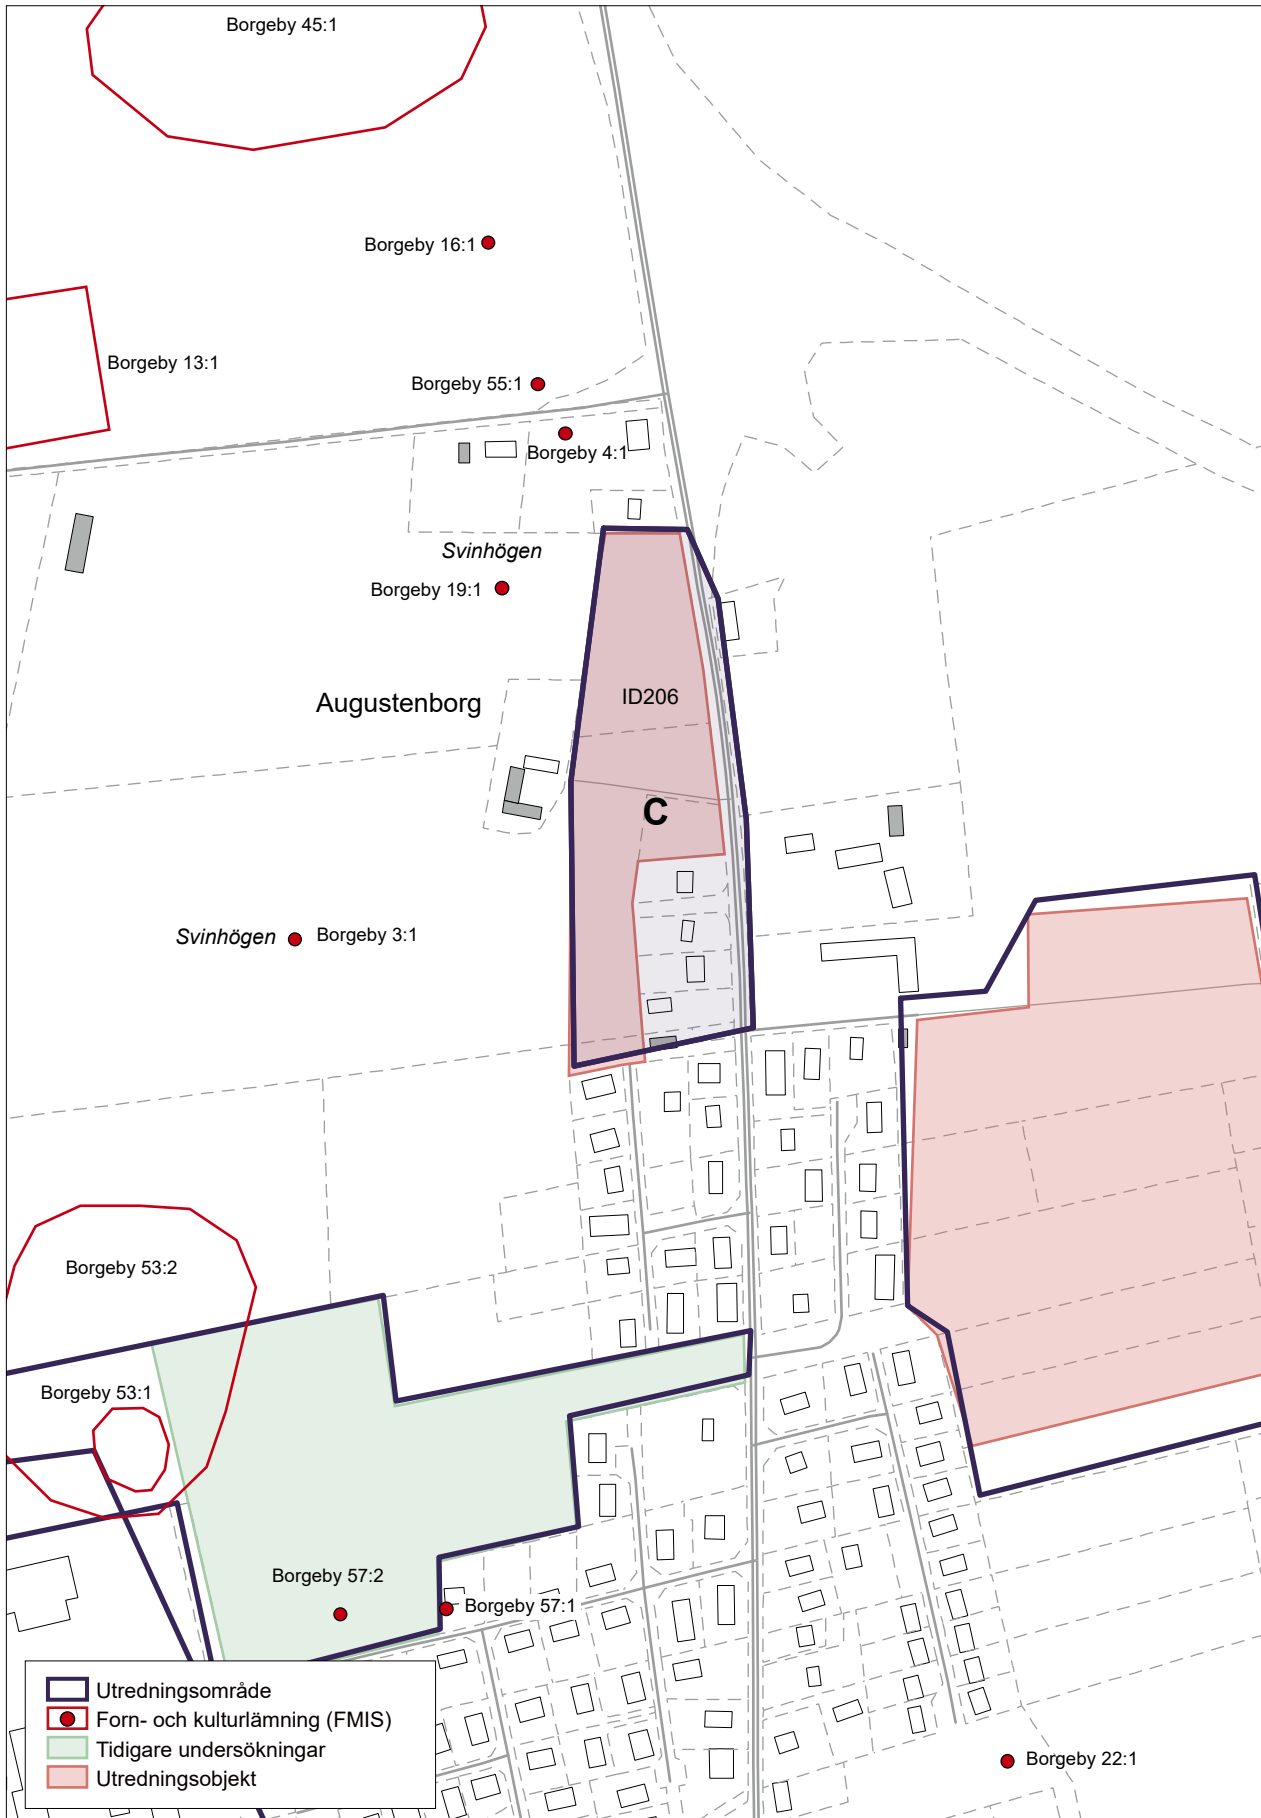 Borgeby 45:1
Borgeby 16:1
Borgeby 13:1
Borgeby 55:1
Borgeby 4:1
Svinhögen
Borgeby 19:1
ID206
Augustenborg
C
Svinhögen
Borgeby 3:1
Borgeby 53:2
Borgeby 53:1
Borgeby 57:2
Borgeby 57:1
Utredningsområde
Forn- och kulturlämning (FMIS)
Tidigare undersökningar
Utredningsobjekt
Borgeby 22:1